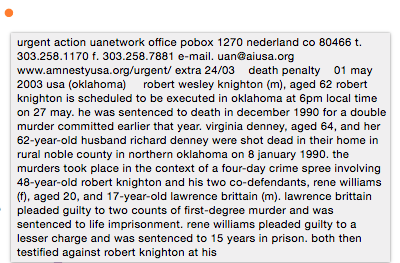 urgent action uanetwork office pobox 1270 nederland co 80466 t.
303.258.1170 f. 303.258.7881 e-mail. uan@aiusa.org
www.amnestyusa.org/urgent/ extra 24/03 death penalty 01 may
2003 usa (oklahoma) robert wesley knighton (m), aged 62 robert
knighton is scheduled to be executed in oklahoma at 6pm local time
on 27 may. he was sentenced to death in december 1990 for a double
murder committed earlier that year. virginia denney, aged 64, and her
62-year-old husband richard denney were shot dead in their home in
rural noble county in northern oklahoma on 8 january 1990. the
murders took place in the context of a four-day crime spree involving
48-year-old robert knighton and his two co-defendants, rene williams
(f), aged 20, and 17-year-old lawrence brittain (m). lawrence brittain
pleaded guilty to two counts of first-degree murder and was
sentenced to life imprisonment. rene williams pleaded guilty to a
lesser charge and was sentenced to 15 years in prison. both then
testified against robert knighton at his